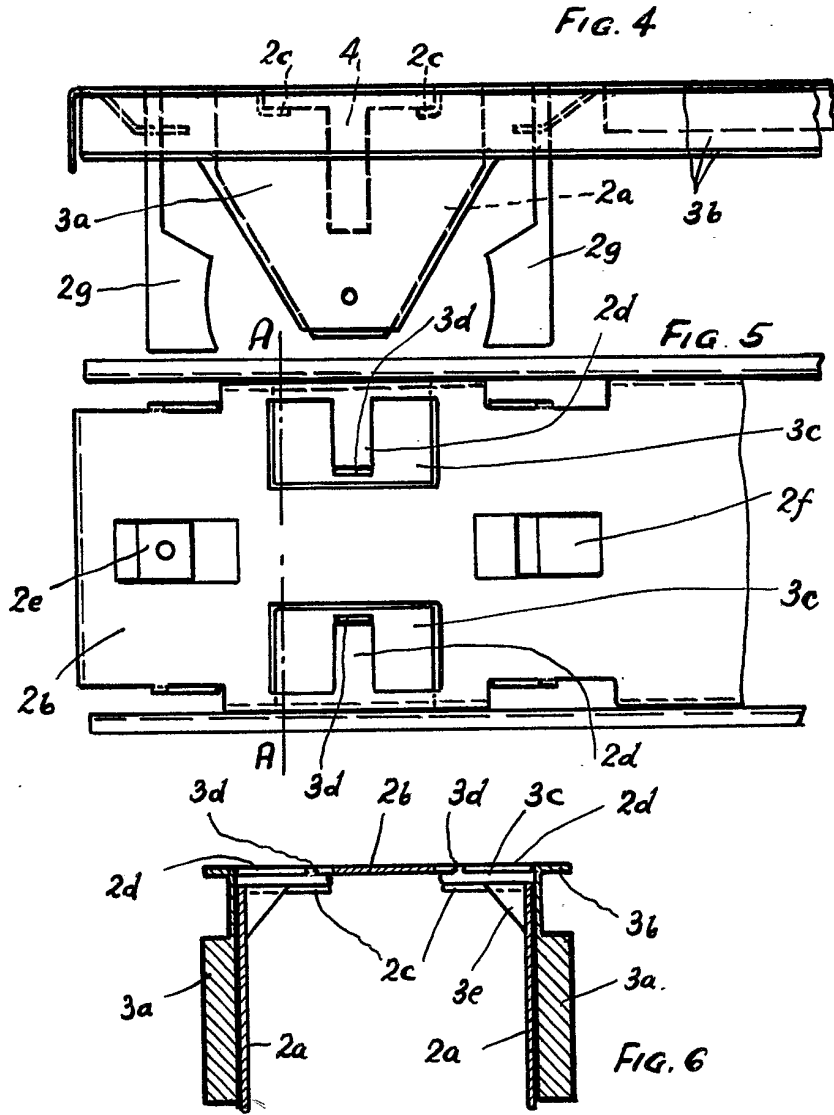 FIG. 4
2c 4 2c
3a 2a 3b
2g 2g
A 3d 2d FIG. 5
3c
2f
2e 3c
2b
A 3d 2d
3d 2b 3d 3c 2d
2d
3b
2c
3a 3e 3a.
2a 2a FIG. 6